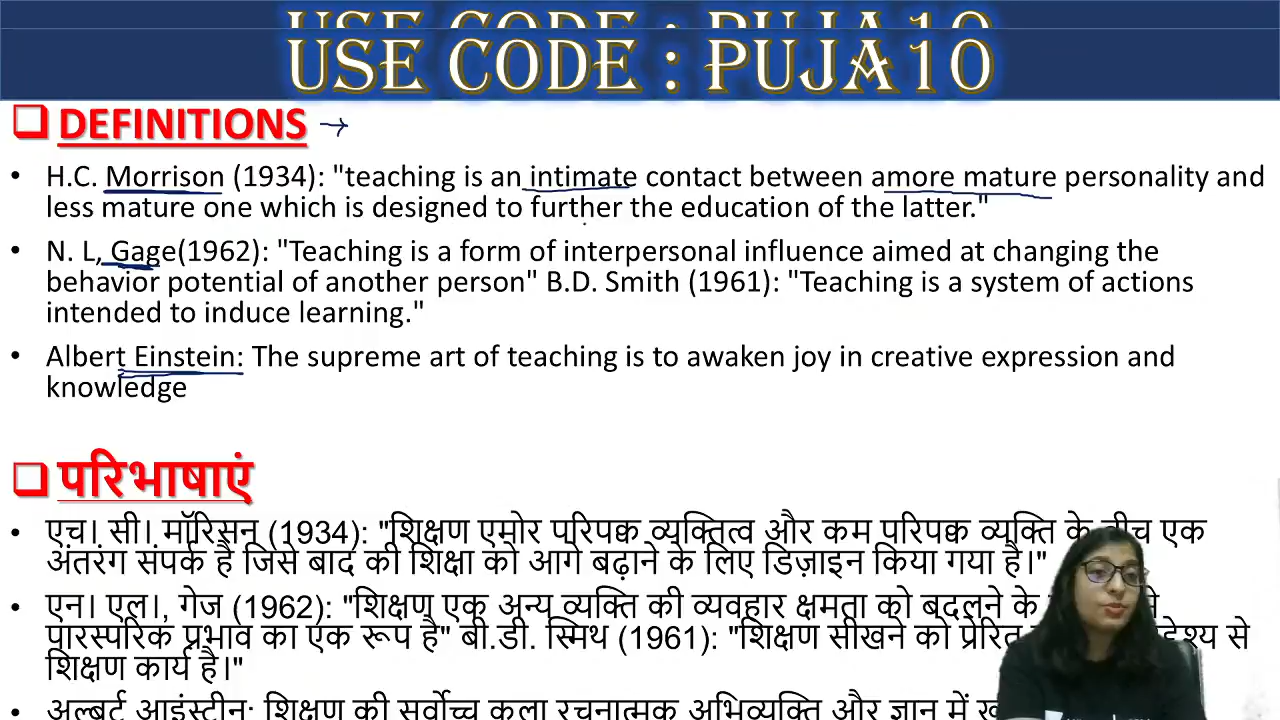 USE CODE : PUJA10
USE CODE : PUJA10
❑ DEFINITIONS →
• H.C. Morrison (1934): "teaching is an intimate contact between amore mature personality and
less mature one which is designed to further the education of the latter."
• N. L, Gage(1962): "Teaching is a form of interpersonal influence aimed at changing the
behavior potential of another person" B.D. Smith (1961): "Teaching is a system of actions
intended to induce learning."
• Albert Einstein: The supreme art of teaching is to awaken joy in creative expression and
knowledge
❑ परिभाषाएं
• एच। सी। मॉरिसन (1934): "शिक्षण एमोर परिपक्व व्यक्तित्व और कम परिपक्व व्यक्ति के बीच एक
अंतरंग संपर्क है जिसे बाद की शिक्षा को आगे बढ़ाने के लिए डिज़ाइन किया गया है।"
• एन। एल।, गेज (1962): "शिक्षण एक अन्य व्यक्ति की व्यवहार क्षमता को बदलने के से
पारस्परिक प्रभाव का एक रूप है" बी.डी. स्मिथ (1961): "शिक्षण सीखने को प्रेरित उद्देश्य से
शिक्षण कार्य है।"
• अल्बर्ट आइंस्टीन: शिक्षण की सर्वोच्च कला रचनात्मक अभिव्यक्ति और ज्ञान में